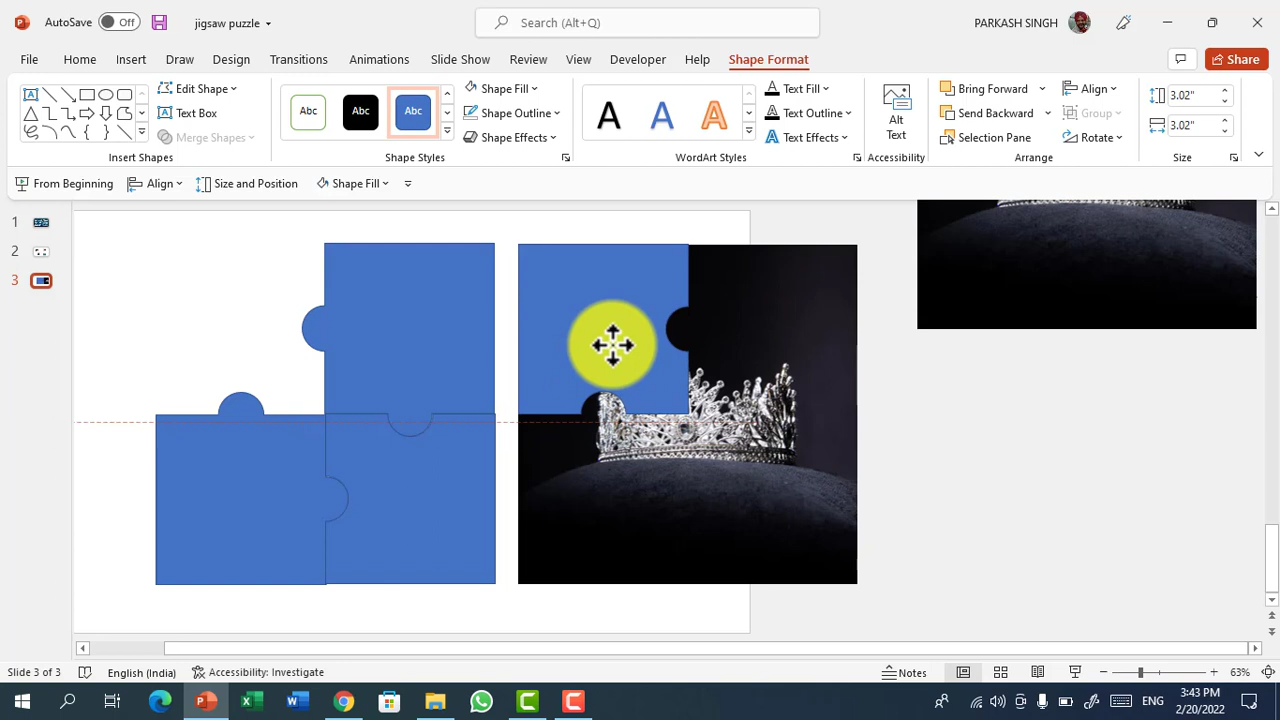 AutoSave Off jigsaw puzzle Search (Alt+Q) PARKASH SINGH
File Home Insert Draw Design Transitions Animations Slide Show Review View Developer Help Shape Format Share
Edit Shape
Text Box
Merge Shapes
Insert Shapes
Abc Abc Abc
Shape Fill
Shape Outline
Shape Effects
Shape Styles
A A A
Text Fill
Text Outline
Text Effects
WordArt Styles
Alt
Text
Accessibility
Bring Forward Align
Send Backward Group
Selection Pane Rotate
Arrange
3.02"
3.02"
Size
From Beginning Align Size and Position Shape Fill
1
2
3
Slide 3 of 3 English (India) Accessibility: Investigate Notes 63%
ENG
3:43 PM
2/20/2022